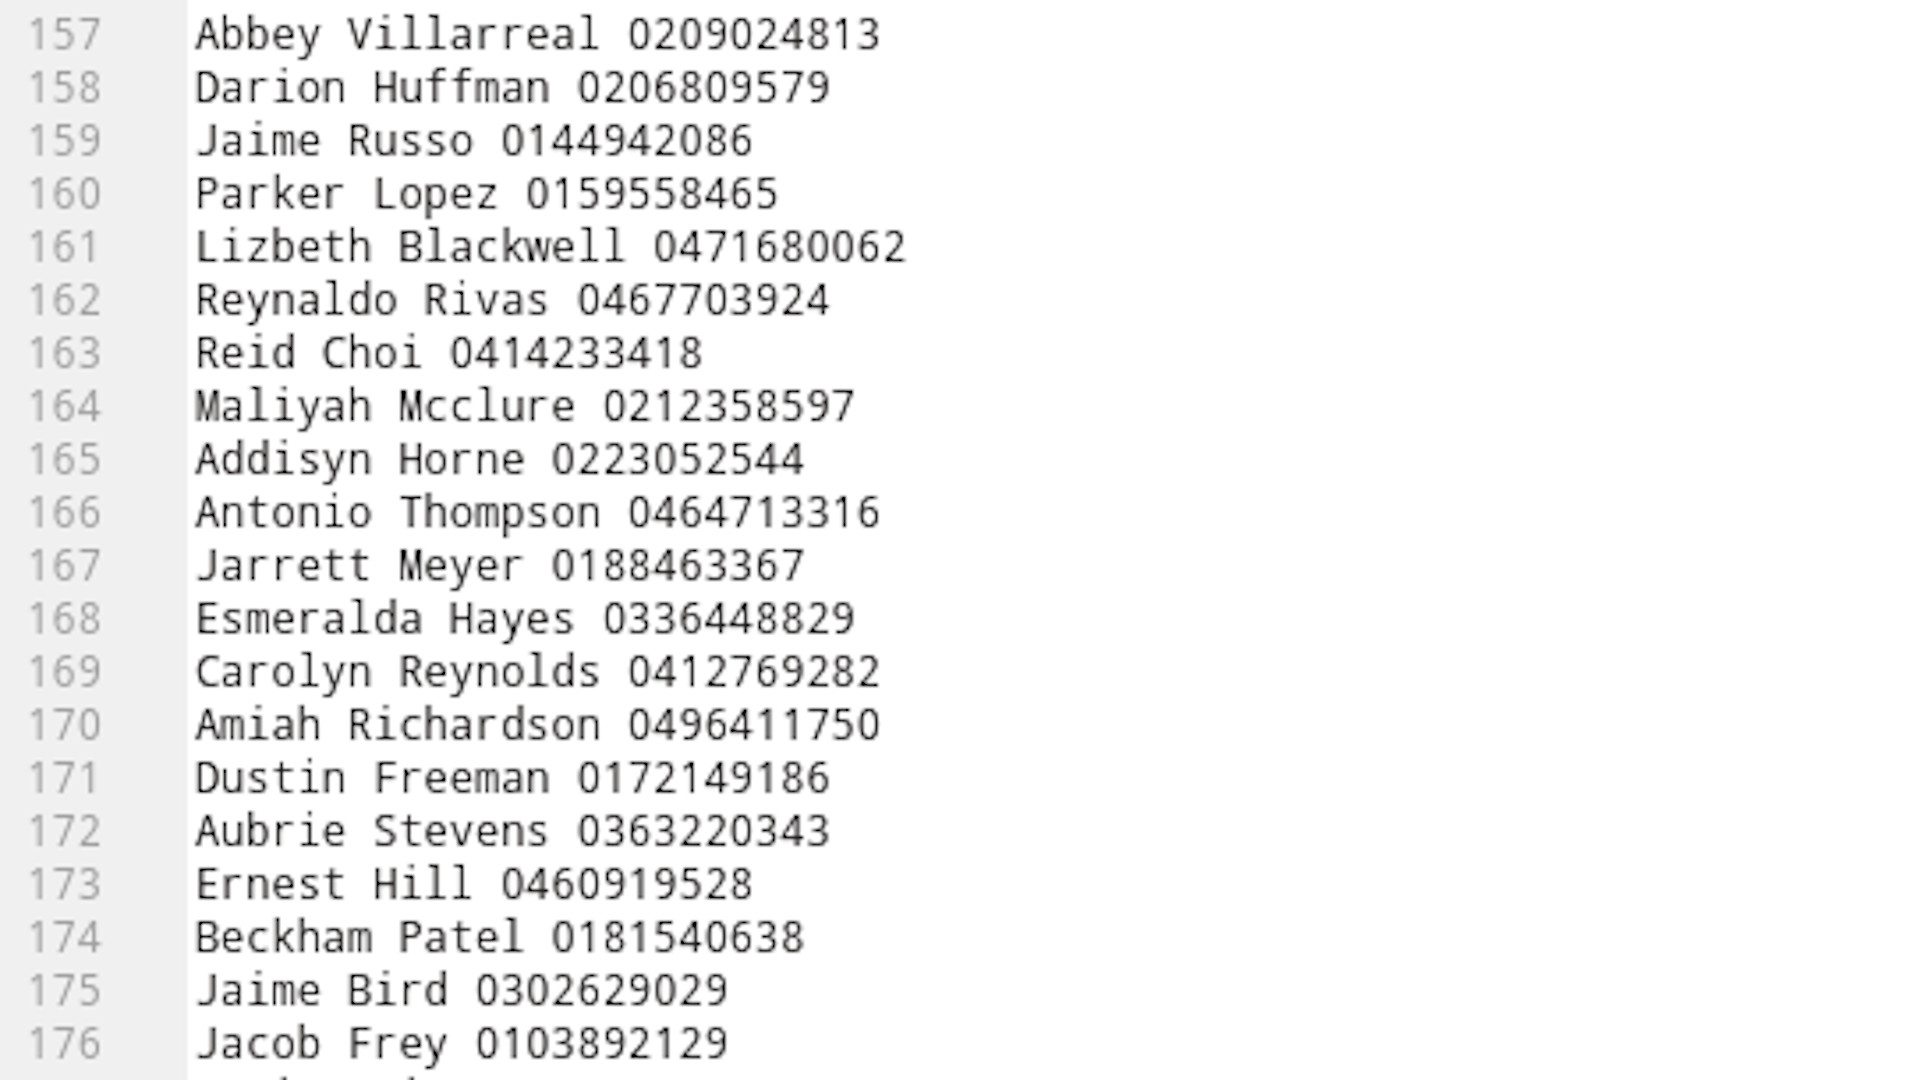 157 Abbey Villarreal 0209024813
158 Darion Huffman 0206809579
159 Jaime Russo 0144942086
160 Parker Lopez 0159558465
161 Lizbeth Blackwell 0471680062
162 Reynaldo Rivas 0467703924
163 Reid Choi 0414233418
164 Maliyah Mcclure 0212358597
165 Addisyn Horne 0223052544
166 Antonio Thompson 0464713316
167 Jarrett Meyer 0188463367
168 Esmeralda Hayes 0336448829
169 Carolyn Reynolds 0412769282
170 Amiah Richardson 0496411750
171 Dustin Freeman 0172149186
172 Aubrie Stevens 0363220343
173 Ernest Hill 0460919528
174 Beckham Patel 0181540638
175 Jaime Bird 0302629029
176 Jacob Frey 0103892129